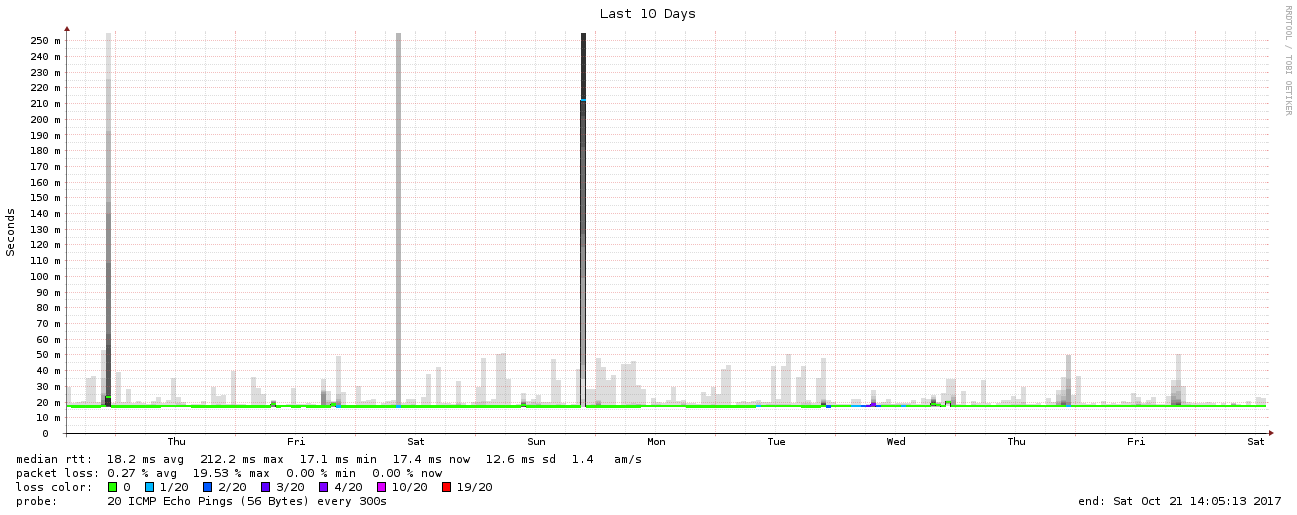 Last 10 Days
RRDTOOL / TOBI OETIKER
Seconds
250 m
240 m
230 m
220 m
210 m
200 m
190 m
180 m
170 m
160 m
150 m
140 m
130 m
120 m
110 m
100 m
90 m
80 m
70 m
60 m
50 m
40 m
30 m
20 m
10 m
0
Thu Fri Sat Sun Mon Tue Wed Thu Fri Sat
median rtt: 18.2 ms avg 212.2 ms max 17.1 ms min 17.4 ms now 12.6 ms sd 1.4 am/s
packet loss: 0.27 % avg 19.53 % max 0.00 % min 0.00 % now
loss color: 0 1/20 2/20 3/20 4/20 10/20 19/20
probe: 20 ICMP Echo Pings (56 Bytes) every 300s end: Sat Oct 21 14:05:13 2017